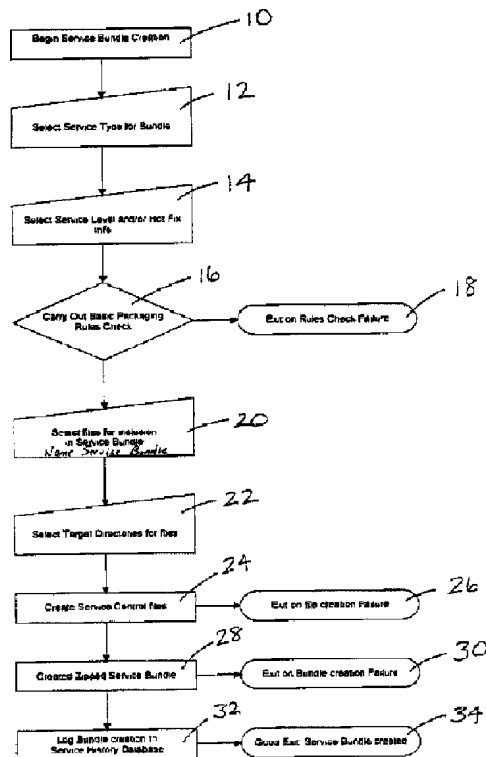 10
Begin Service Bundle Creation
12
Select Service Type for Bundle
14
Select Service Level and/or Hot Fix
Info
16
Carry Out Basic Packaging
Rules Check
18
Exit on Rules Check Failure
20
Select files for inclusion
in Service Bundle
Name Service Bundle
22
Select Target Directories for files
24
Create Service Control files
26
Exit on file creation Failure
28
Created Zipped Service Bundle
30
Exit on Bundle creation Failure
32
Log Bundle creation in
Service History Database
34
Good Exit Service Bundle created